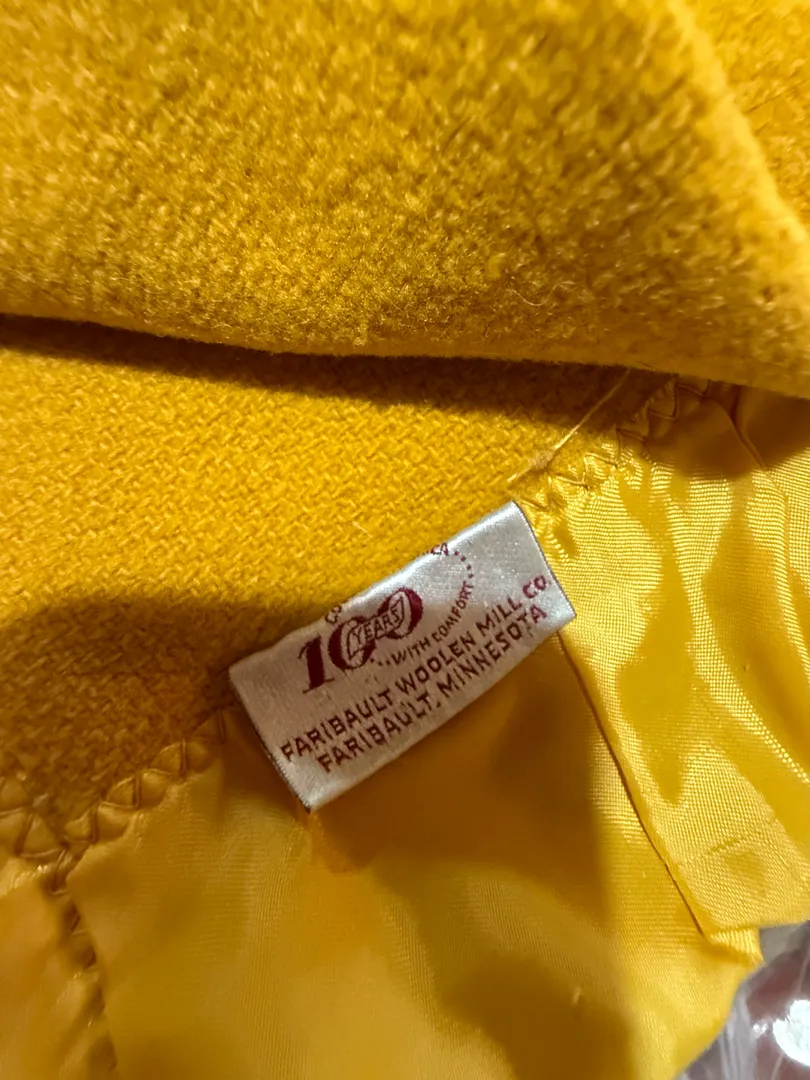 100
YEARS
...WITH COMFORT...
FARIBAULT WOOLEN MILL CO.
FARIBAULT, MINNESOTA